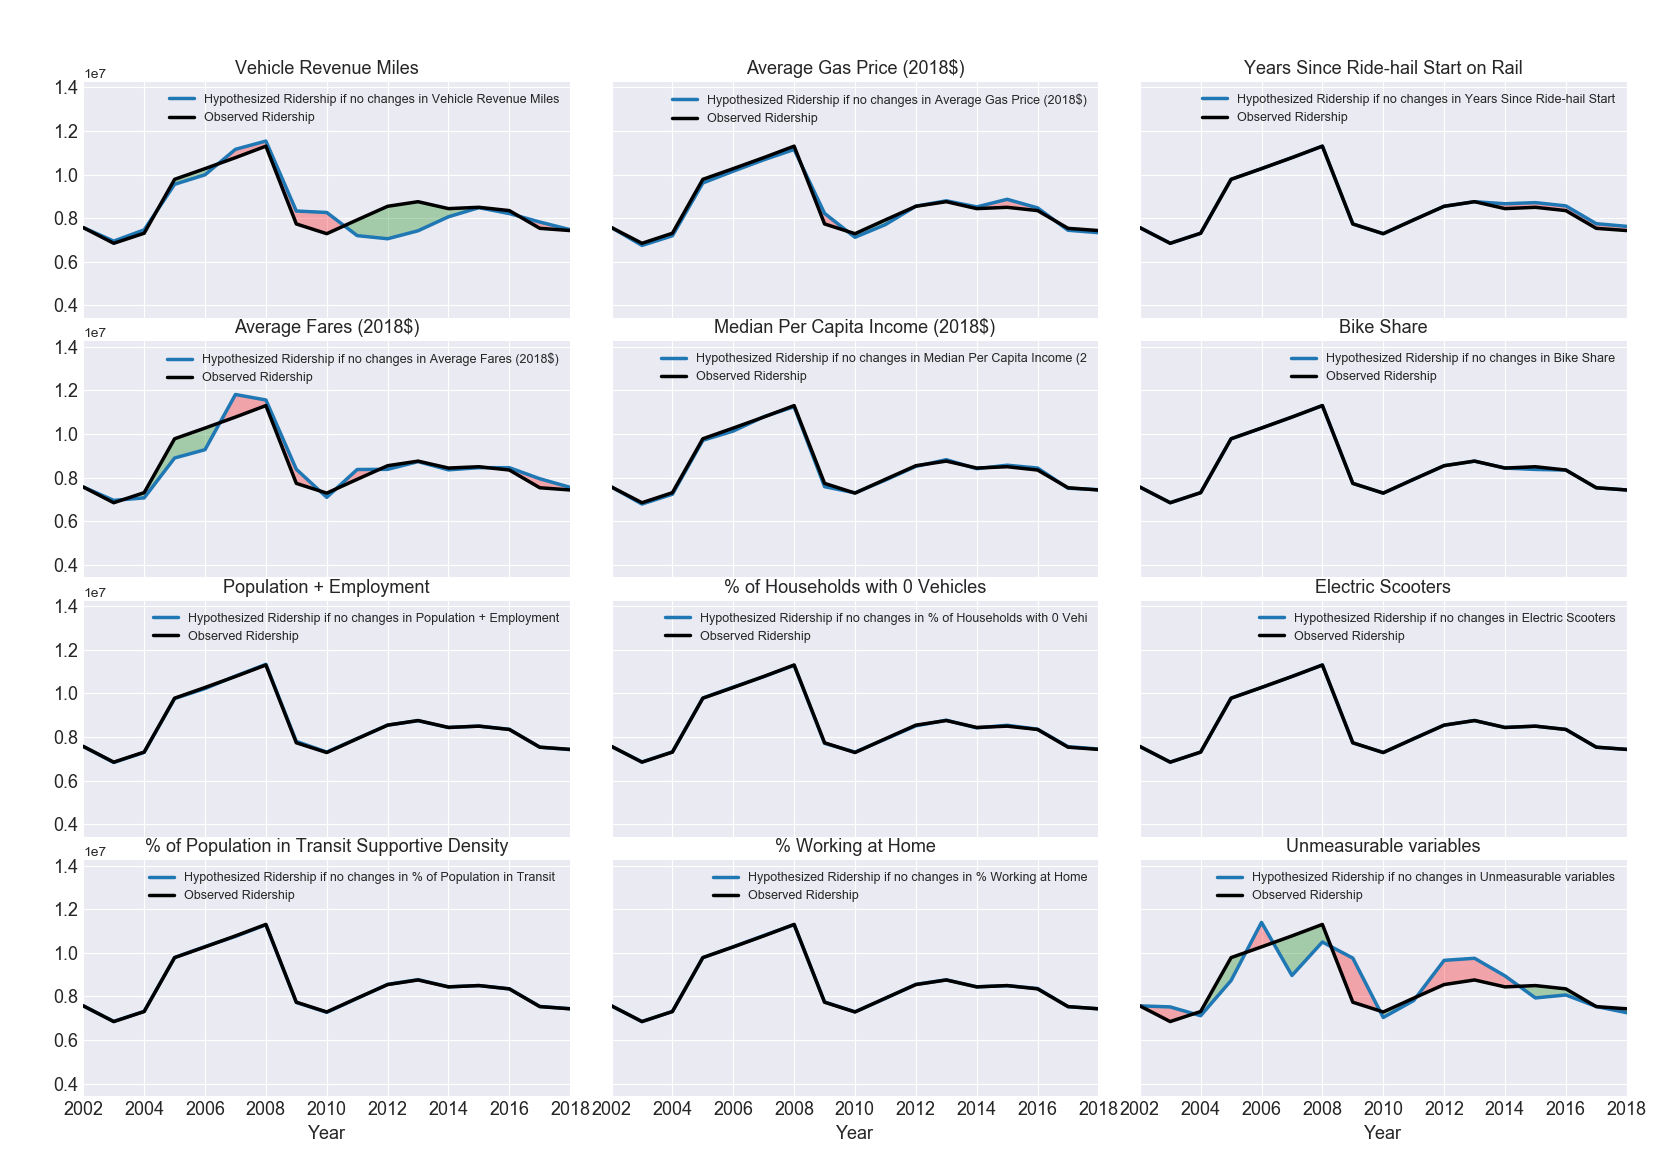 Vehicle Revenue Miles
1e7
1.4
1.2
1.0
0.8
0.6
0.4
Hypothesized Ridership if no changes in Vehicle Revenue Miles
Observed Ridership
Average Gas Price (2018$)
Hypothesized Ridership if no changes in Average Gas Price (2018$)
Observed Ridership
Years Since Ride-hail Start on Rail
Hypothesized Ridership if no changes in Years Since Ride-hail Start
Observed Ridership
Average Fares (2018$)
1e7
1.4
1.2
1.0
0.8
0.6
0.4
Hypothesized Ridership if no changes in Average Fares (2018$)
Observed Ridership
Median Per Capita Income (2018$)
Hypothesized Ridership if no changes in Median Per Capita Income (2
Observed Ridership
Bike Share
Hypothesized Ridership if no changes in Bike Share
Observed Ridership
Population + Employment
1e7
1.4
1.2
1.0
0.8
0.6
0.4
Hypothesized Ridership if no changes in Population + Employment
Observed Ridership
% of Households with 0 Vehicles
Hypothesized Ridership if no changes in % of Households with 0 Vehi
Observed Ridership
Electric Scooters
Hypothesized Ridership if no changes in Electric Scooters
Observed Ridership
% of Population in Transit Supportive Density
1e7
1.4
1.2
1.0
0.8
0.6
0.4
Hypothesized Ridership if no changes in % of Population in Transit
Observed Ridership
% Working at Home
Hypothesized Ridership if no changes in % Working at Home
Observed Ridership
Unmeasurable variables
Hypothesized Ridership if no changes in Unmeasurable variables
Observed Ridership
2002 2004 2006 2008 2010 2012 2014 2016 2018
2002 2004 2006 2008 2010 2012 2014 2016 2018
2002 2004 2006 2008 2010 2012 2014 2016 2018
Year
Year
Year